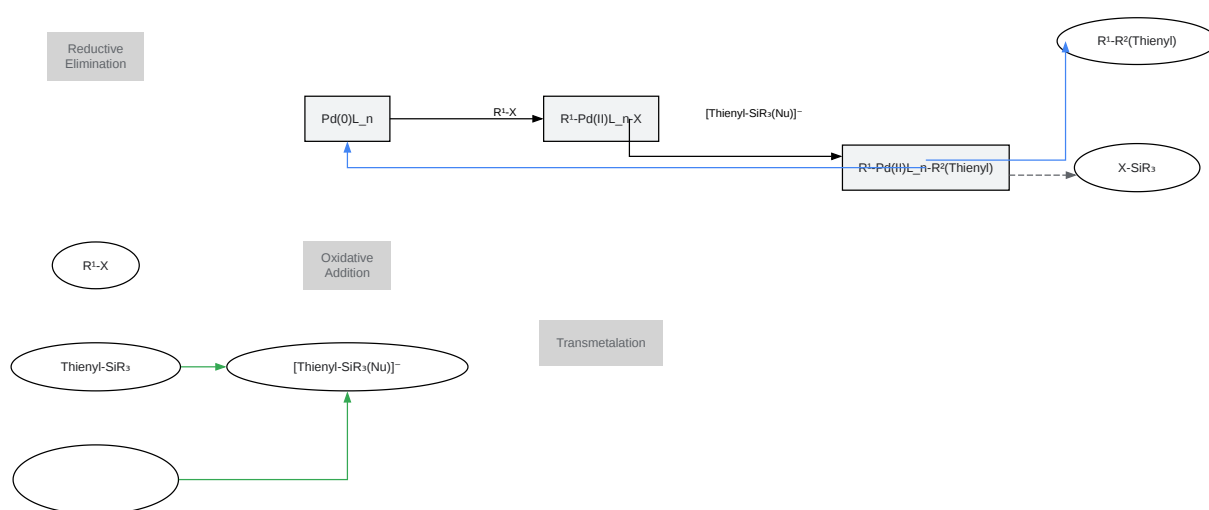 R¹-R²(Thienyl)
Reductive
Elimination
Pd(0)L_n
R¹-X
R¹-Pd(II)L_n-X
[Thienyl-SiR₃(Nu)]⁻
R¹-Pd(II)L_n-R²(Thienyl)
X-SiR₃
R¹-X
Oxidative
Addition
Transmetalation
Thienyl-SiR₃
[Thienyl-SiR₃(Nu)]⁻